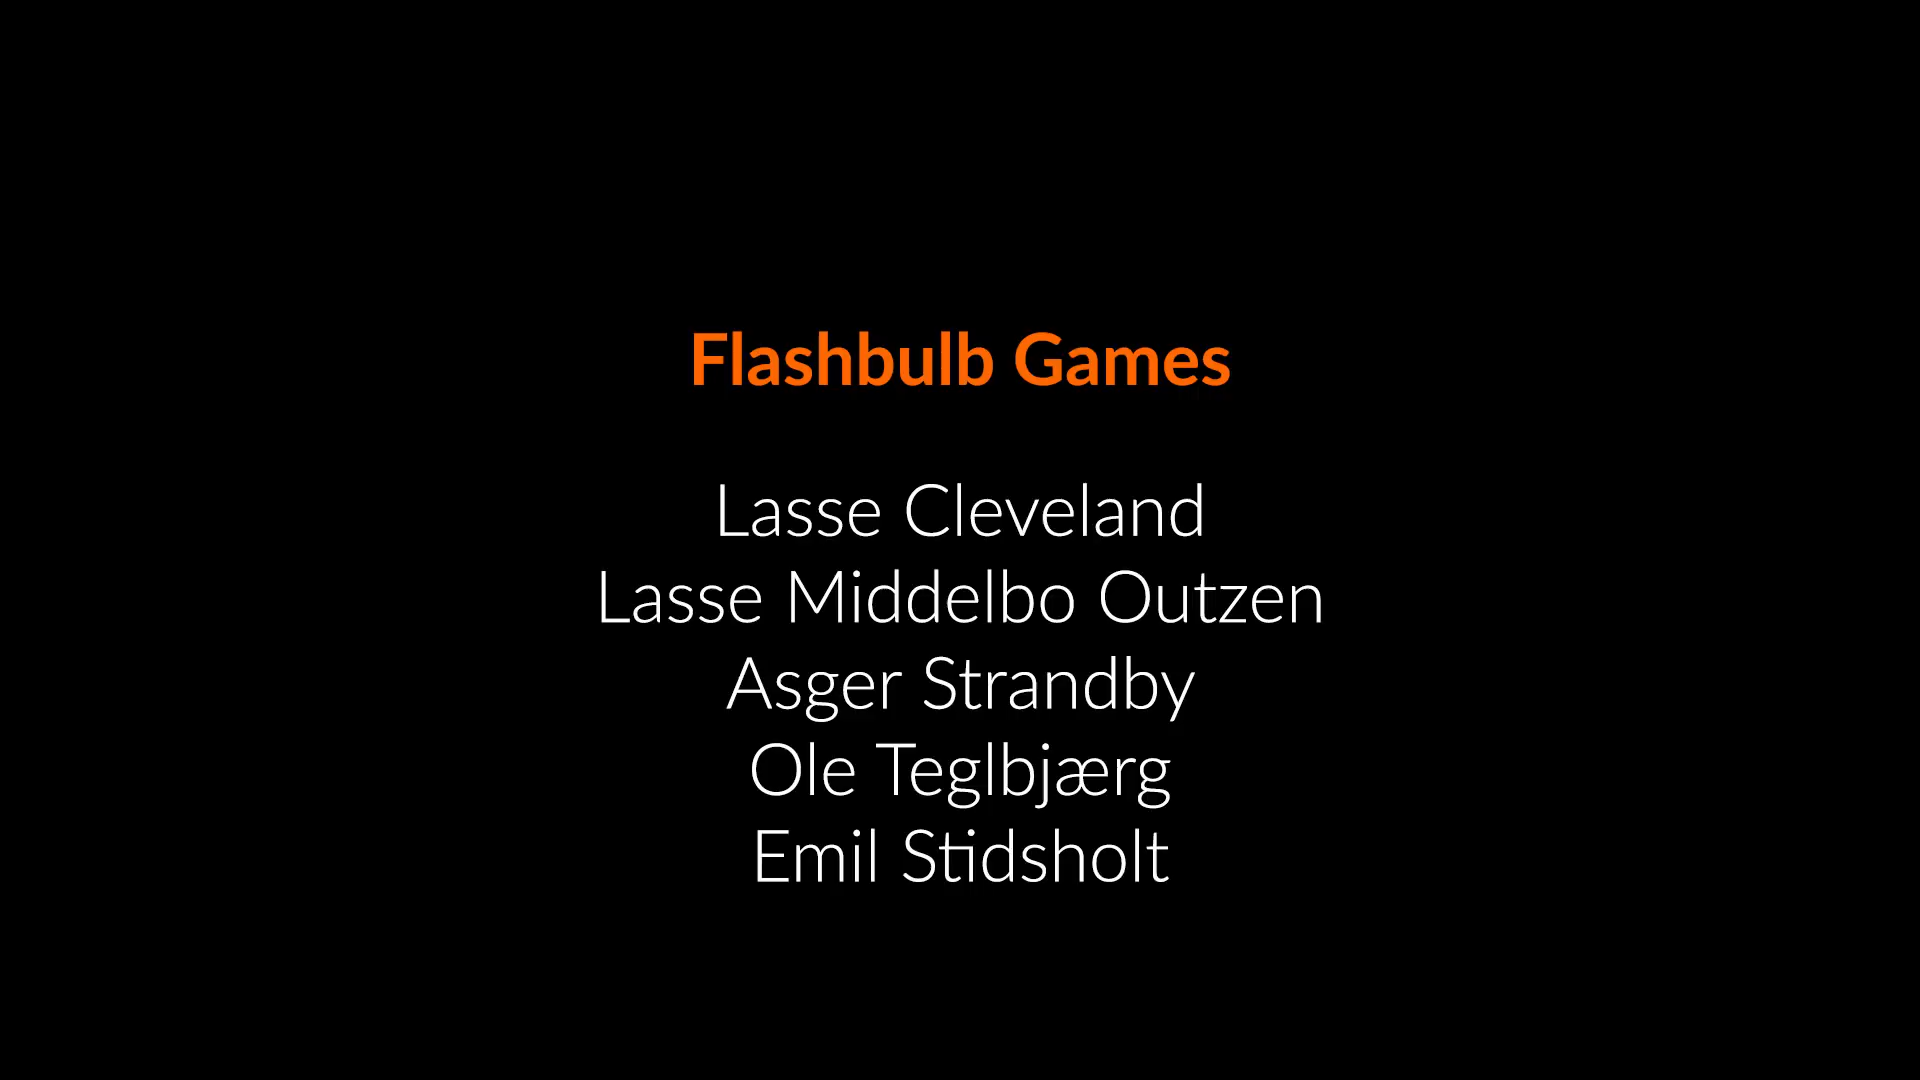 Flashbulb Games
Lasse Cleveland
Lasse Middelbo Outzen
Asger Strandby
Ole Teglbjærg
Emil Stidsholt